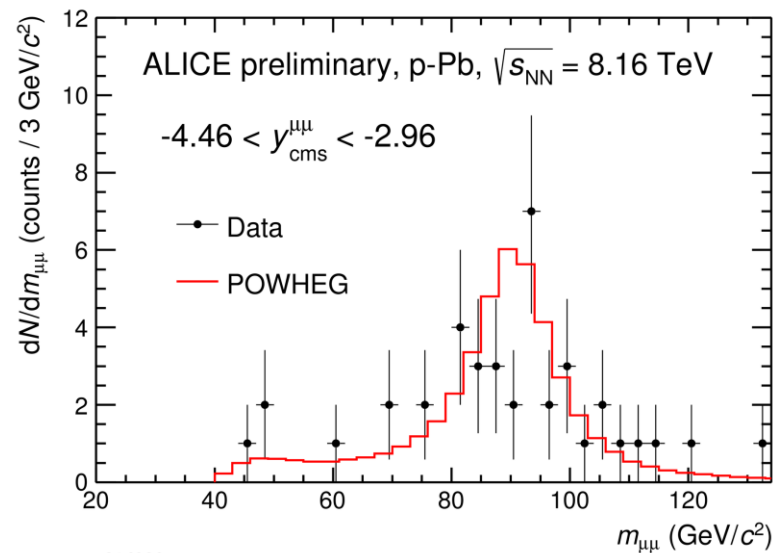 dN/dmμμ (counts / 3 GeV/c²)
12
10
8
6
4
2
0
ALICE preliminary, p-Pb, √sNN = 8.16 TeV
-4.46 < y^μμ_cms < -2.96
Data
POWHEG
20 40 60 80 100 120
mμμ (GeV/c²)